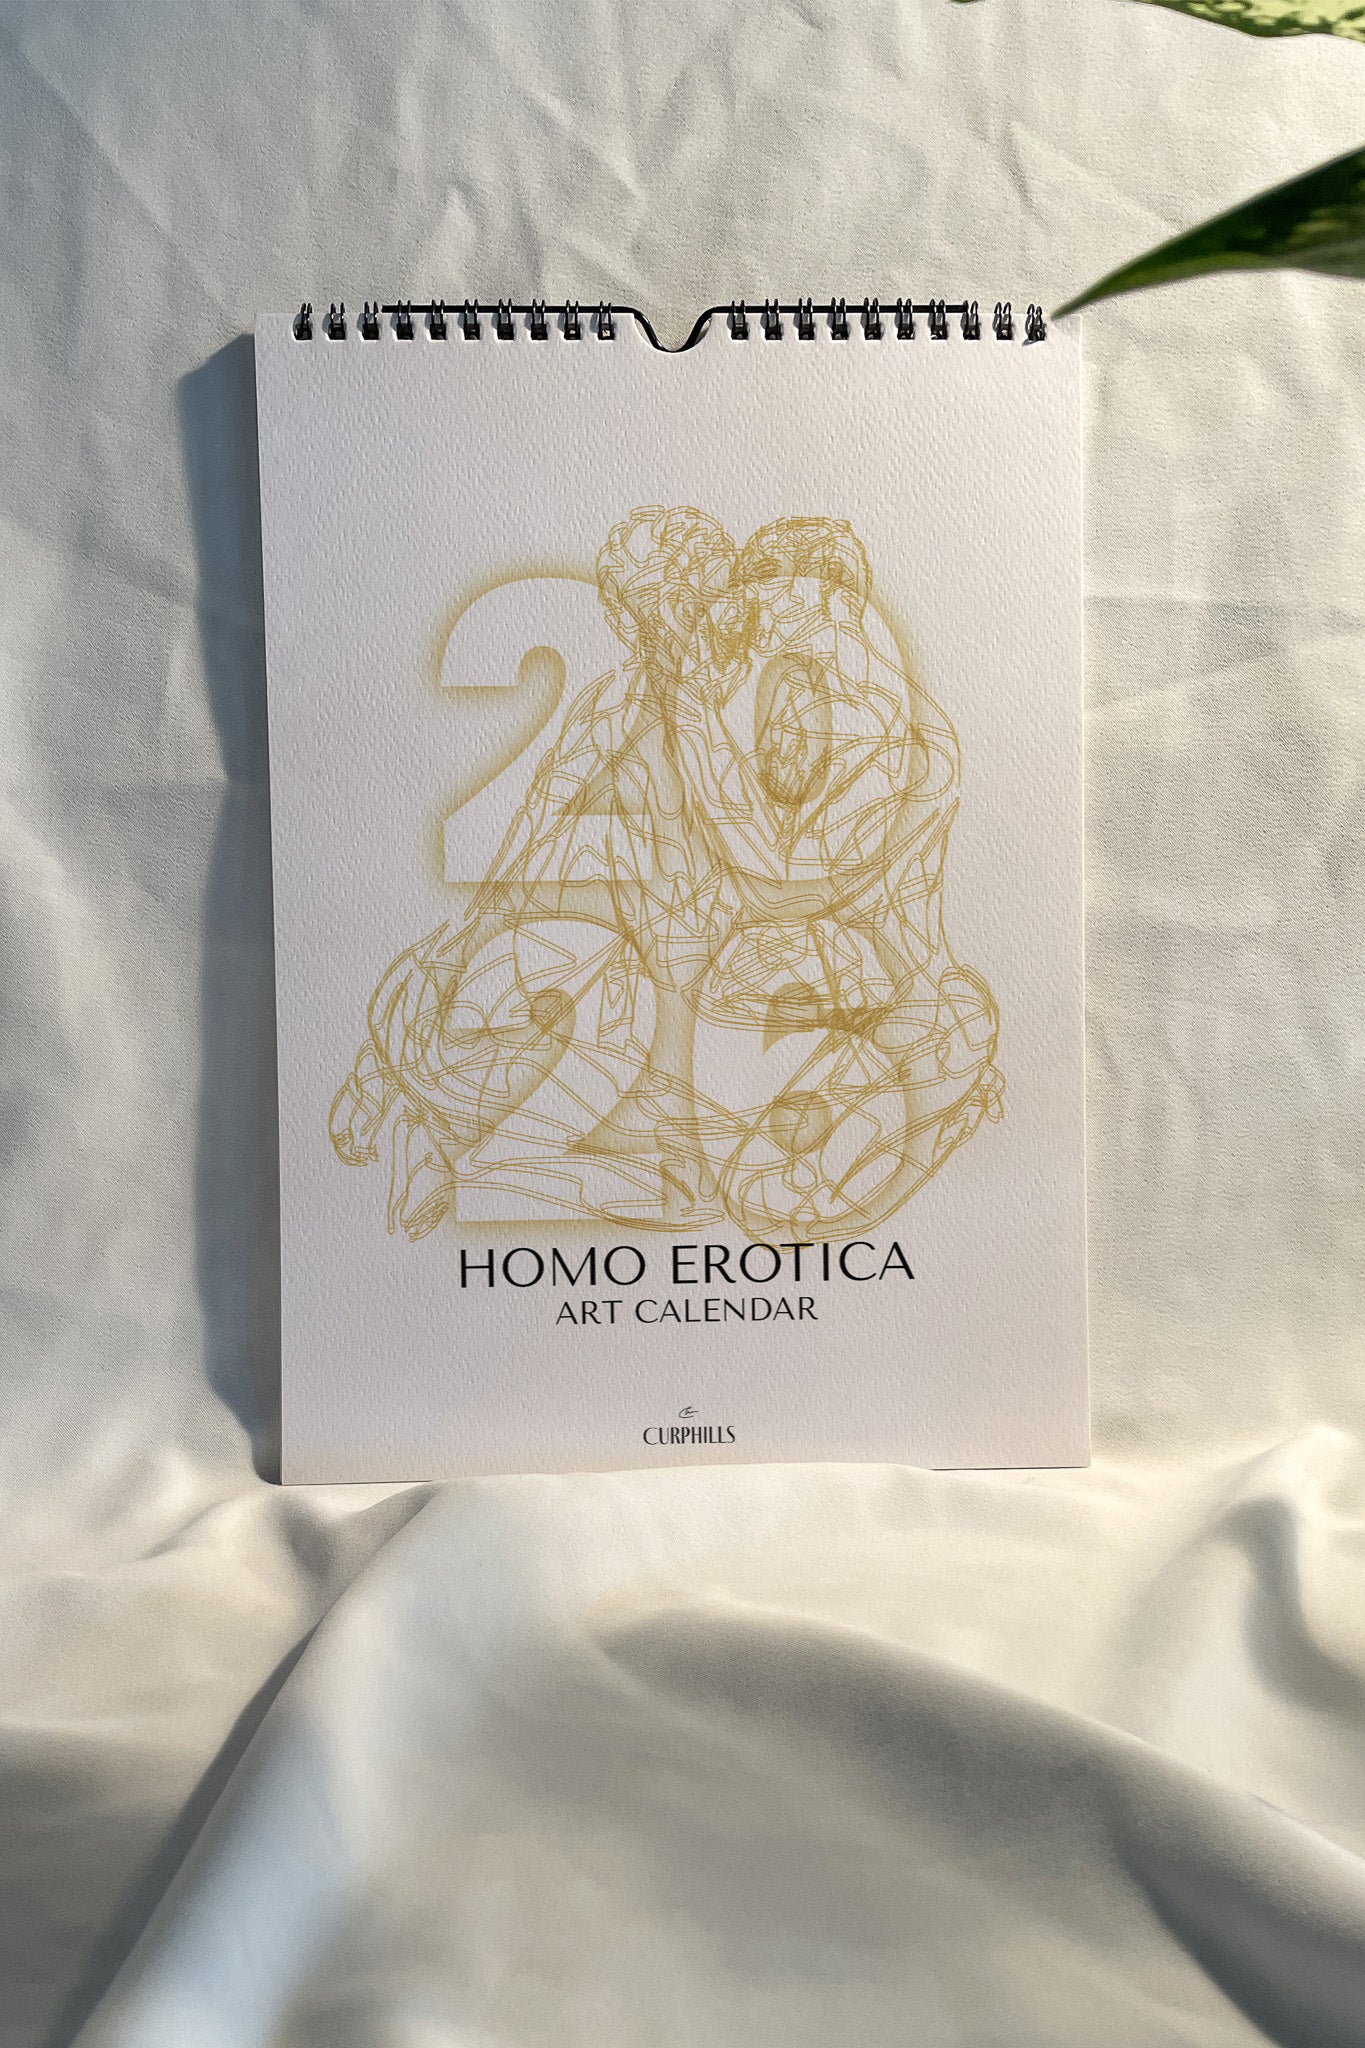 20
23
HOMO EROTICA
ART CALENDAR
CURPHILLS